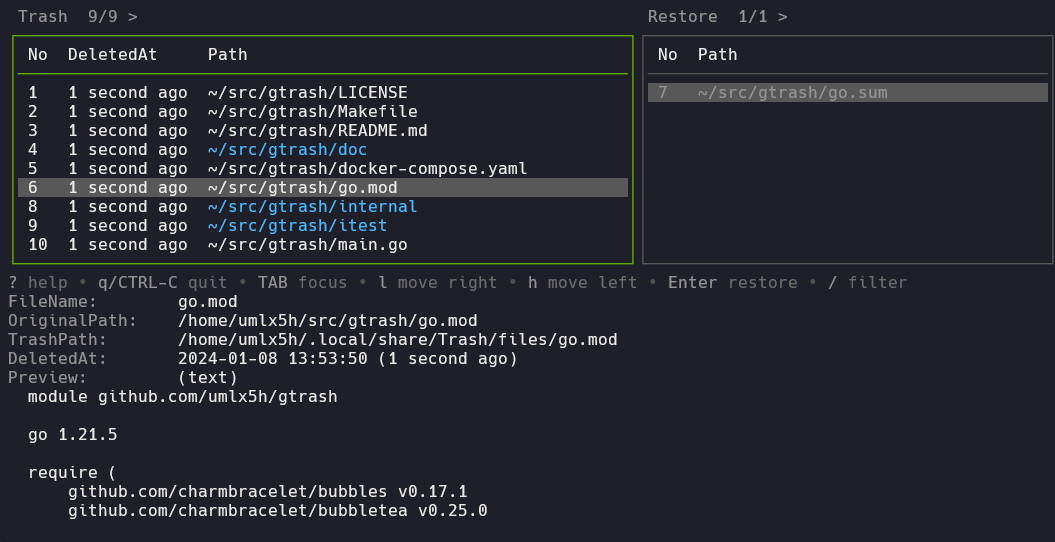 Trash  9/9 >
Restore  1/1 >
No  DeletedAt     Path
No  Path
1   1 second ago  ~/src/gtrash/LICENSE
7   ~/src/gtrash/go.sum
2   1 second ago  ~/src/gtrash/Makefile
3   1 second ago  ~/src/gtrash/README.md
4   1 second ago  ~/src/gtrash/doc
5   1 second ago  ~/src/gtrash/docker-compose.yaml
6   1 second ago  ~/src/gtrash/go.mod
8   1 second ago  ~/src/gtrash/internal
9   1 second ago  ~/src/gtrash/itest
10  1 second ago  ~/src/gtrash/main.go
? help • q/CTRL-C quit • TAB focus • l move right • h move left • Enter restore • / filter
FileName:        go.mod
OriginalPath:    /home/umlx5h/src/gtrash/go.mod
TrashPath:       /home/umlx5h/.local/share/Trash/files/go.mod
DeletedAt:       2024-01-08 13:53:50 (1 second ago)
Preview:         (text)
module github.com/umlx5h/gtrash
go 1.21.5
require (
github.com/charmbracelet/bubbles v0.17.1
github.com/charmbracelet/bubbletea v0.25.0